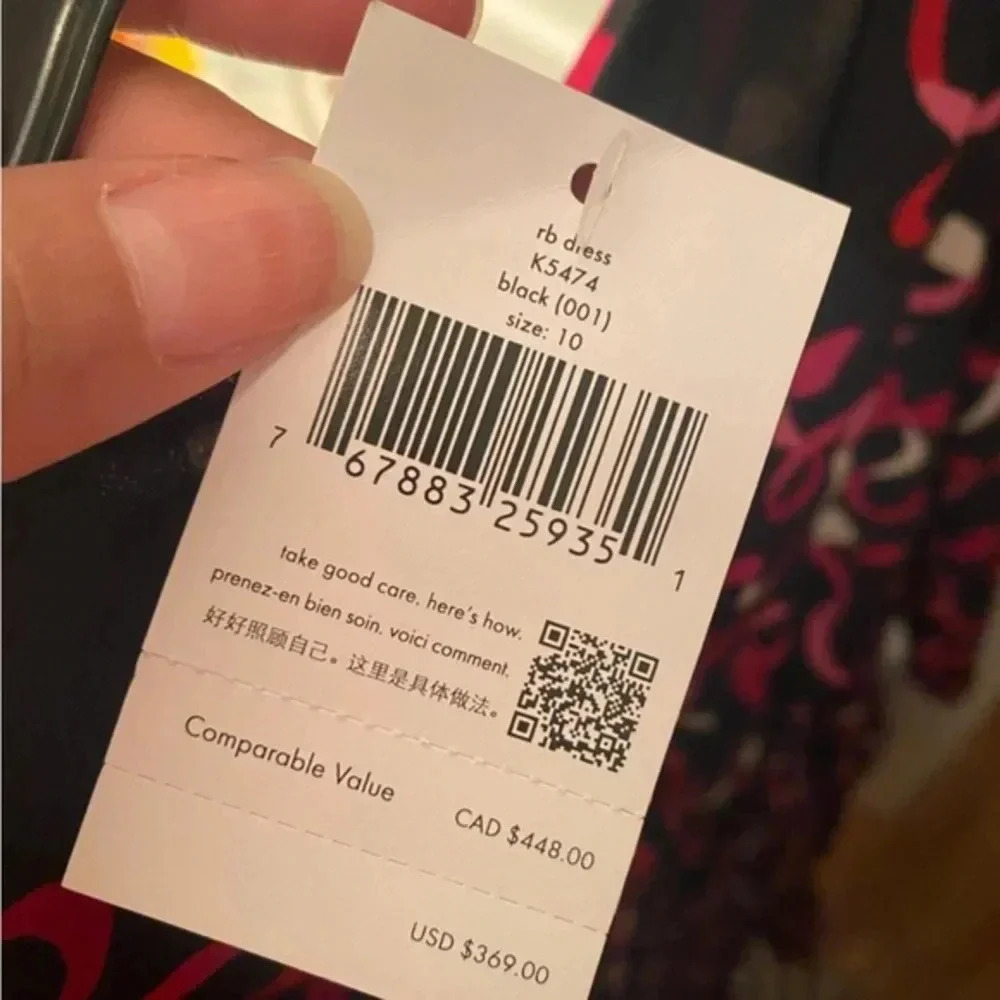 rb dress
K5474
black (001)
size: 10
7 67883 25935 1
take good care. here's how.
prenez-en bien soin. voici comment.
好好照顾自己。这里是具体做法。
Comparable Value
CAD $448.00
USD $369.00